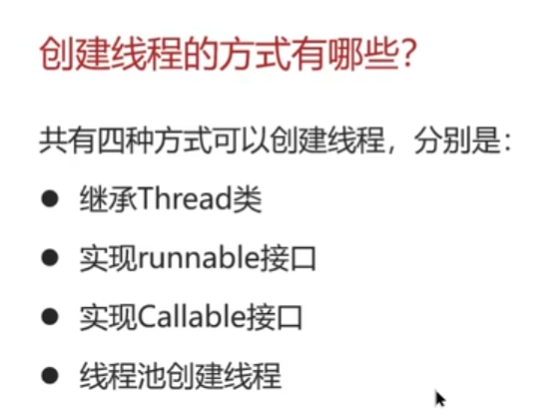 创建线程的方式有哪些?
共有四种方式可以创建线程，分别是：
● 继承Thread类
● 实现runnable接口
● 实现Callable接口
● 线程池创建线程